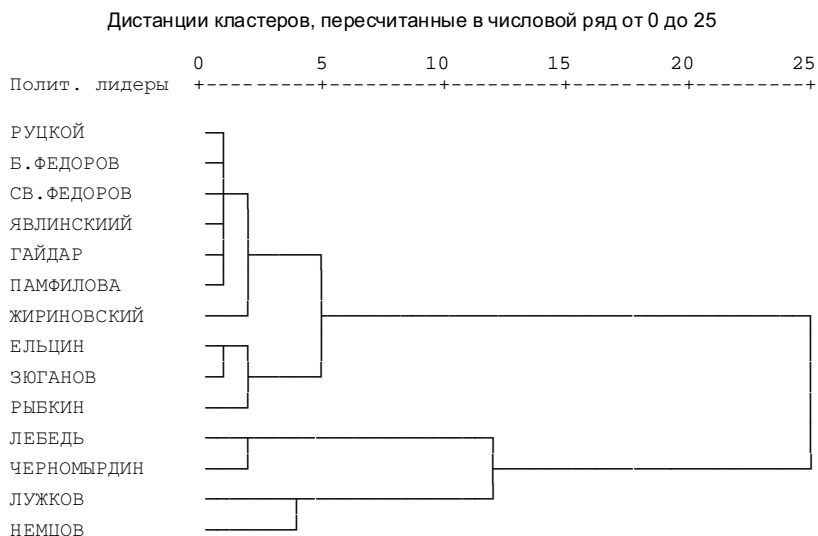 Дистанции кластеров, пересчитанные в числовой ряд от 0 до 25
0 5 10 15 20 25
Полит. лидеры +---------+---------+---------+---------+---------+
РУЦКОЙ
Б.ФЕДОРОВ
СВ.ФЕДОРОВ
ЯВЛИНСКИИЙ
ГАЙДАР
ПАМФИЛОВА
ЖИРИНОВСКИЙ
ЕЛЬЦИН
ЗЮГАНОВ
РЫБКИН
ЛЕБЕДЬ
ЧЕРНОМЫРДИН
ЛУЖКОВ
НЕМЦОВ